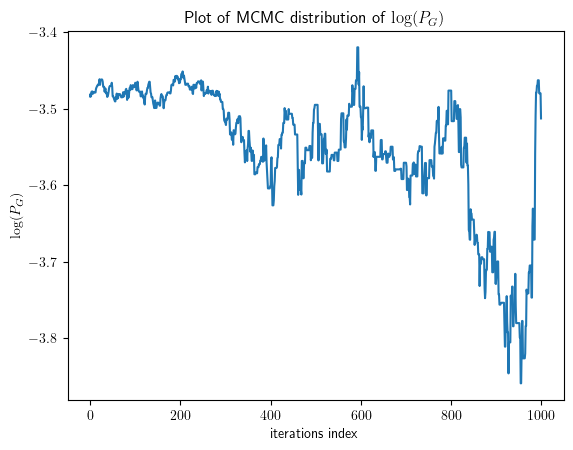 Plot of MCMC distribution of log(P_G)
−3.4
−3.5
−3.6
−3.7
−3.8
log(P_G)
0 200 400 600 800 1000
iterations index